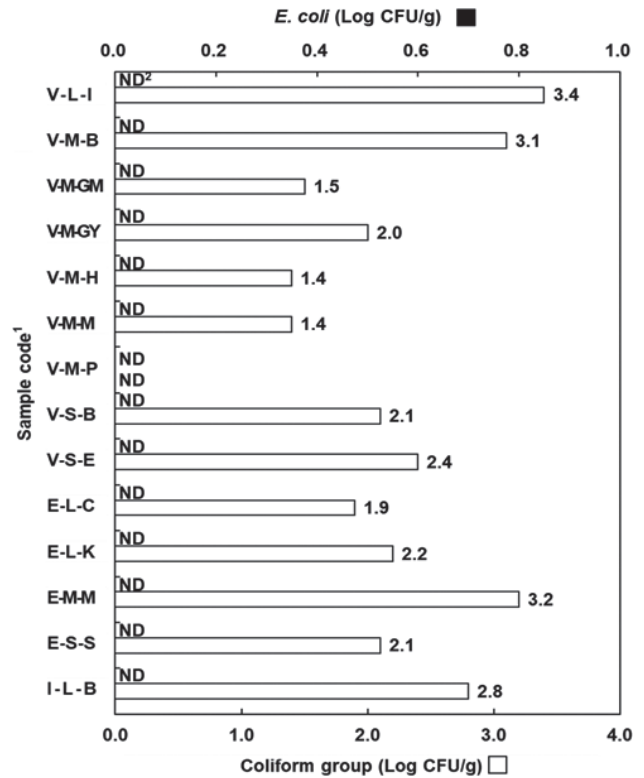 E. coli (Log CFU/g)
0.0 0.2 0.4 0.6 0.8 1.0
ND2
V-L-I 3.4
ND
V-M-B 3.1
ND
V-M-GM 1.5
ND
V-M-GY 2.0
ND
V-M-H 1.4
ND
V-M-M 1.4
ND
V-M-P
ND
ND
V-S-B 2.1
ND
V-S-E 2.4
ND
E-L-C 1.9
ND
E-L-K 2.2
ND
E-M-M 3.2
ND
E-S-S 2.1
ND
I-L-B 2.8
Sample code1
0.0 1.0 2.0 3.0 4.0
Coliform group (Log CFU/g)